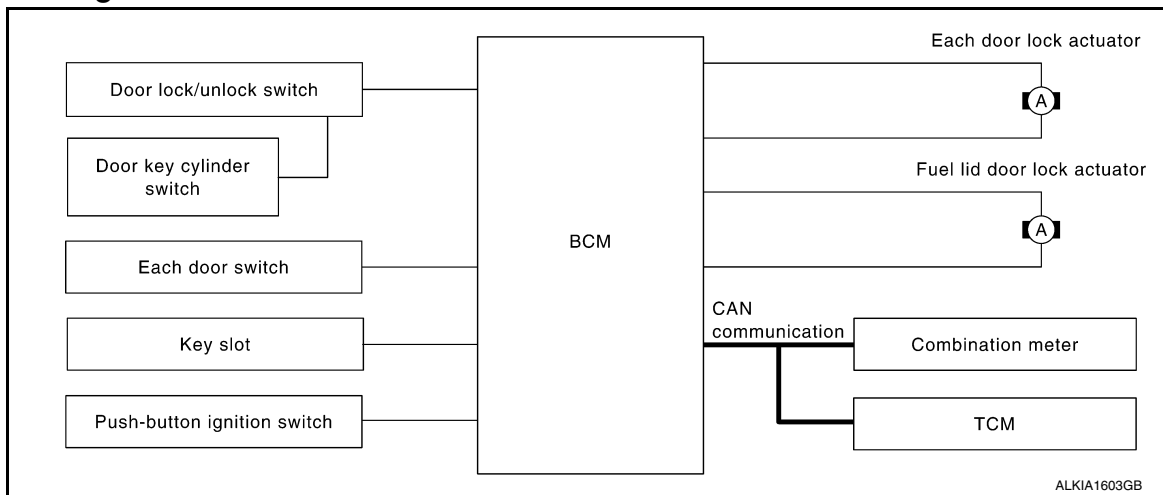 Door lock/unlock switch
Door key cylinder
switch
Each door switch
Key slot
Push-button ignition switch
BCM
Each door lock actuator
A
Fuel lid door lock actuator
A
CAN
communication
Combination meter
TCM
ALKIA1603GB